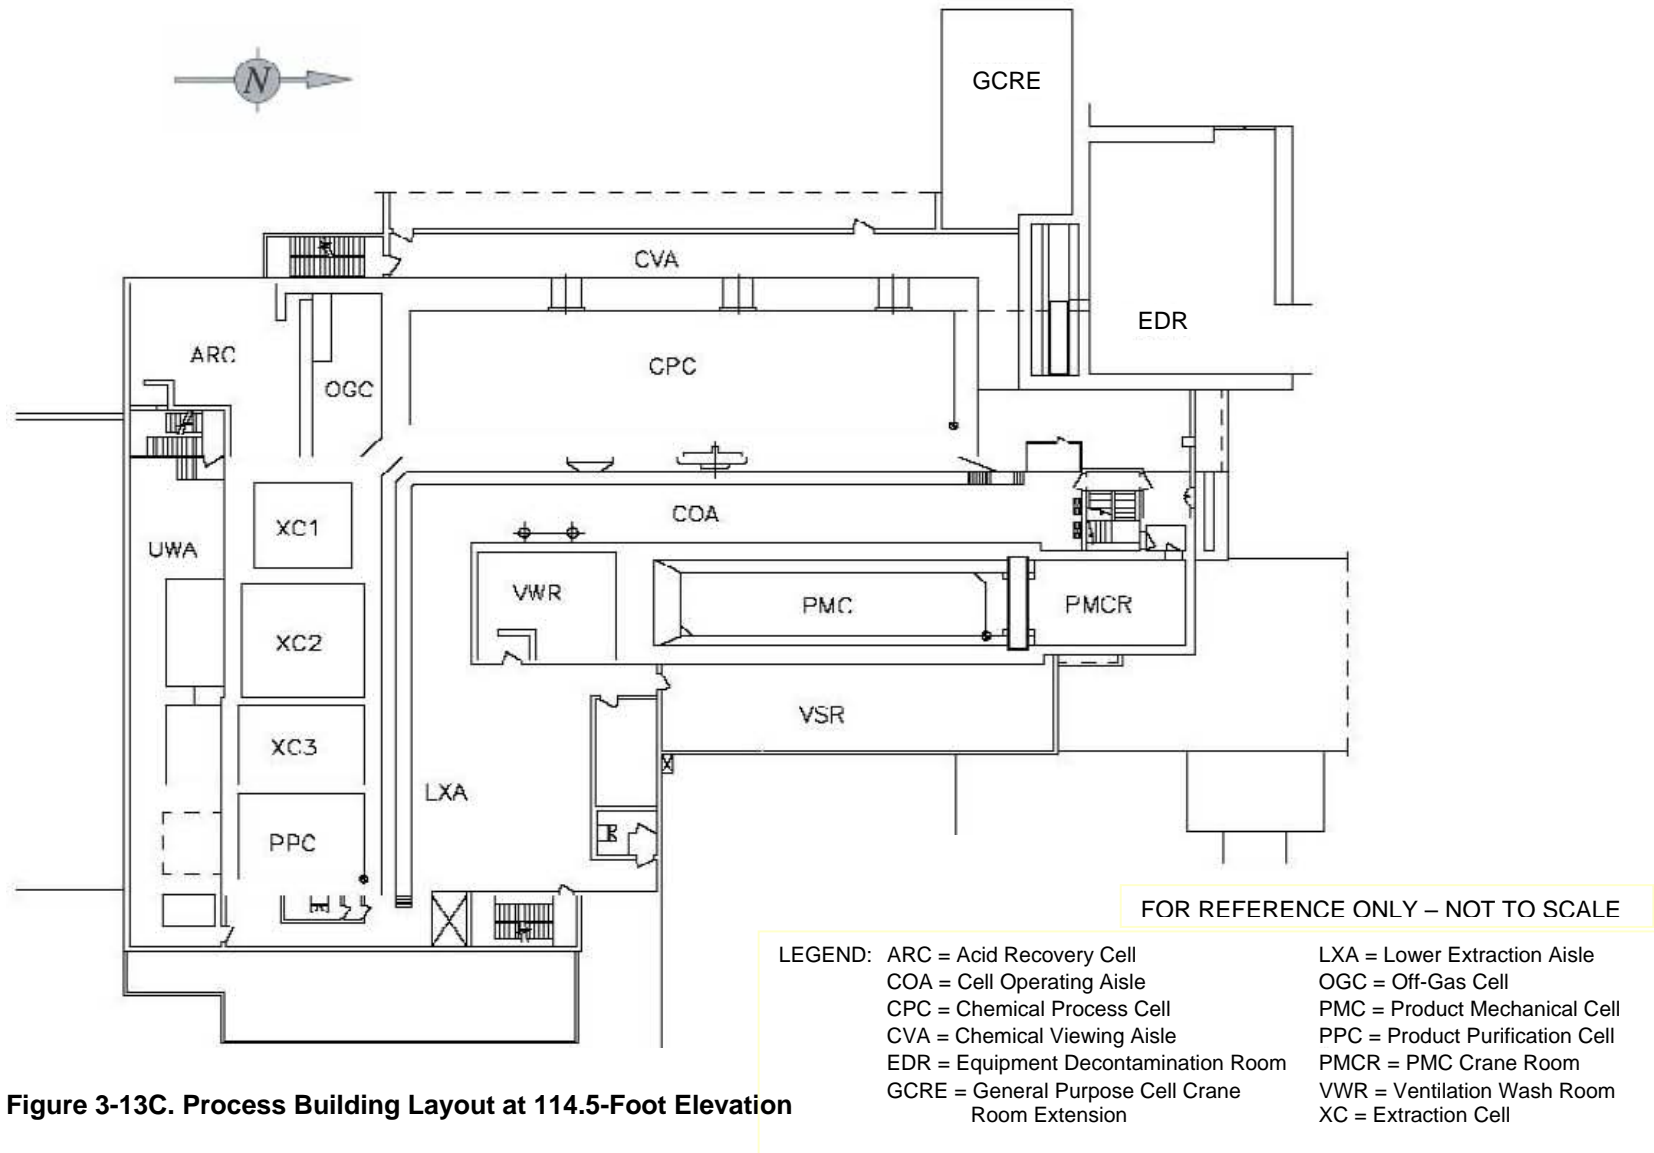 N
GCRE
CVA
EDR
ARC
CPC
OGC
COA
XC1
UWA
VWR
PMC
PMCR
XC2
VSR
XC3
LXA
PPC
FOR REFERENCE ONLY – NOT TO SCALE
LEGEND: ARC = Acid Recovery Cell
COA = Cell Operating Aisle
CPC = Chemical Process Cell
CVA = Chemical Viewing Aisle
EDR = Equipment Decontamination Room
GCRE = General Purpose Cell Crane
Room Extension
LXA = Lower Extraction Aisle
OGC = Off-Gas Cell
PMC = Product Mechanical Cell
PPC = Product Purification Cell
PMCR = PMC Crane Room
VWR = Ventilation Wash Room
XC = Extraction Cell
Figure 3-13C. Process Building Layout at 114.5-Foot Elevation